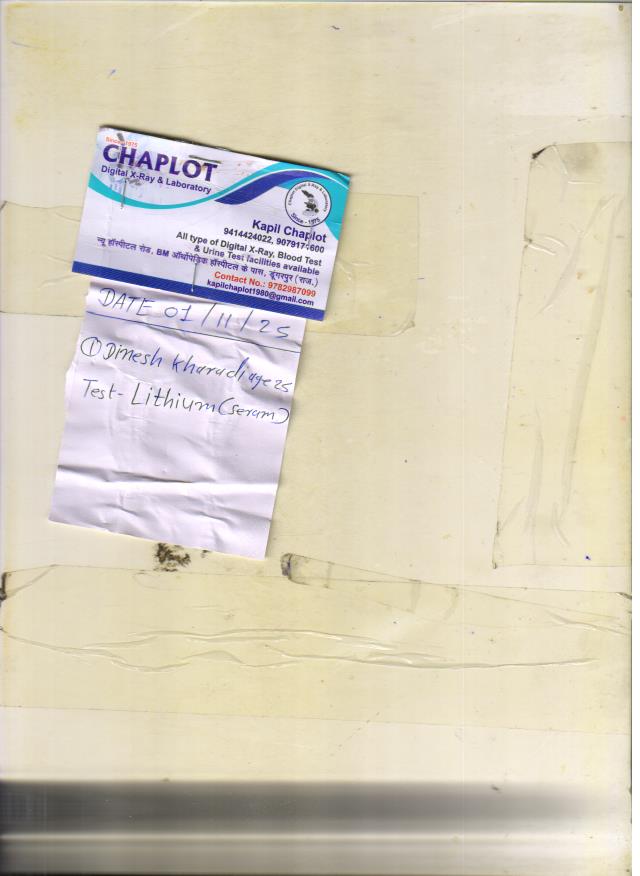 Since-1975
CHAPLOT
Digital X-Ray & Laboratory
Since - 1975
Kapil Chaplot
9414424022,
All type of Digital X-Ray, Blood Test
& Urine Test facilities available
न्यू हॉस्पीटल रोड, BM ऑर्थोपेडिक हॉस्पीटल के पास, डूंगरपुर (राज.)
Contact No.: 9782987099
kapilchaplot1980@gmail.com
DATE 01/11/25
① Dinesh Kharadi age 25
Test- Lithium (serum)